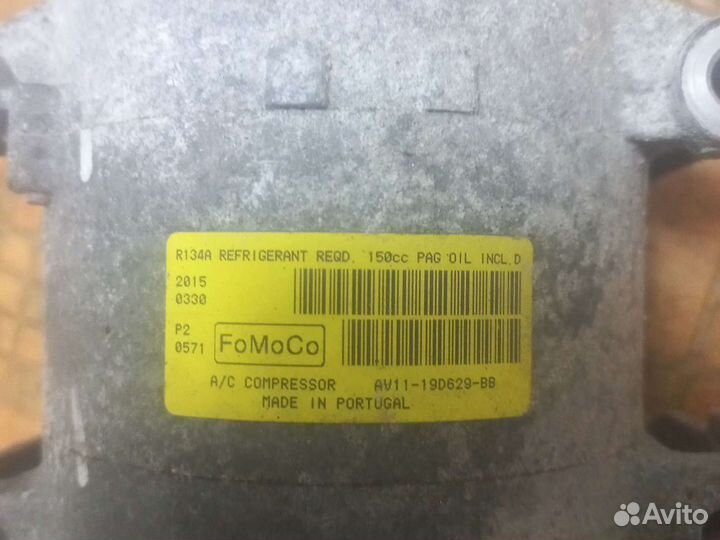 R134A REFRIGERANT REQD. 150cc PAG OIL INCL.D
2015
0330
P2
0571
FoMoCo
A/C COMPRESSOR AV11-19D629-BB
MADE IN PORTUGAL
Avito